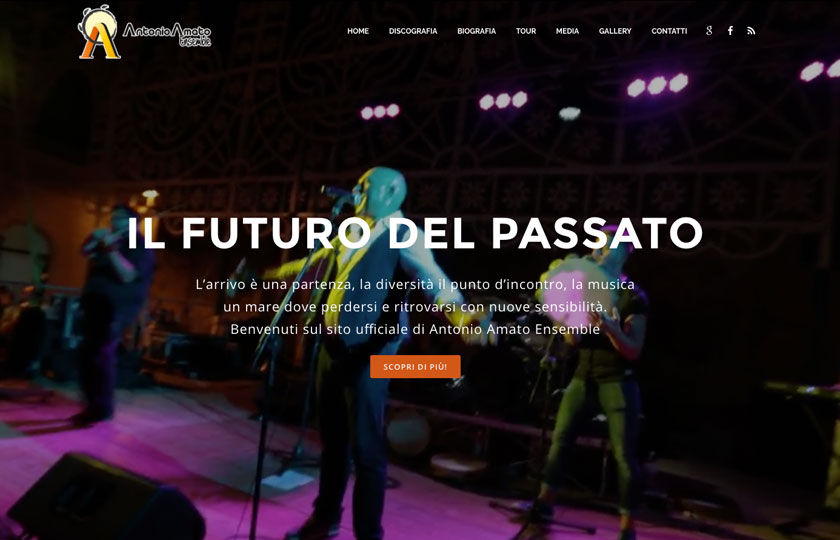 AntonioAmato
ENSEMBLE
HOME DISCOGRAFIA BIOGRAFIA TOUR MEDIA GALLERY CONTATTI
IL FUTURO DEL PASSATO
L'arrivo è una partenza, la diversità il punto d'incontro, la musica
un mare dove perdersi e ritrovarsi con nuove sensibilità.
Benvenuti sul sito ufficiale di Antonio Amato Ensemble
SCOPRI DI PIÙ!